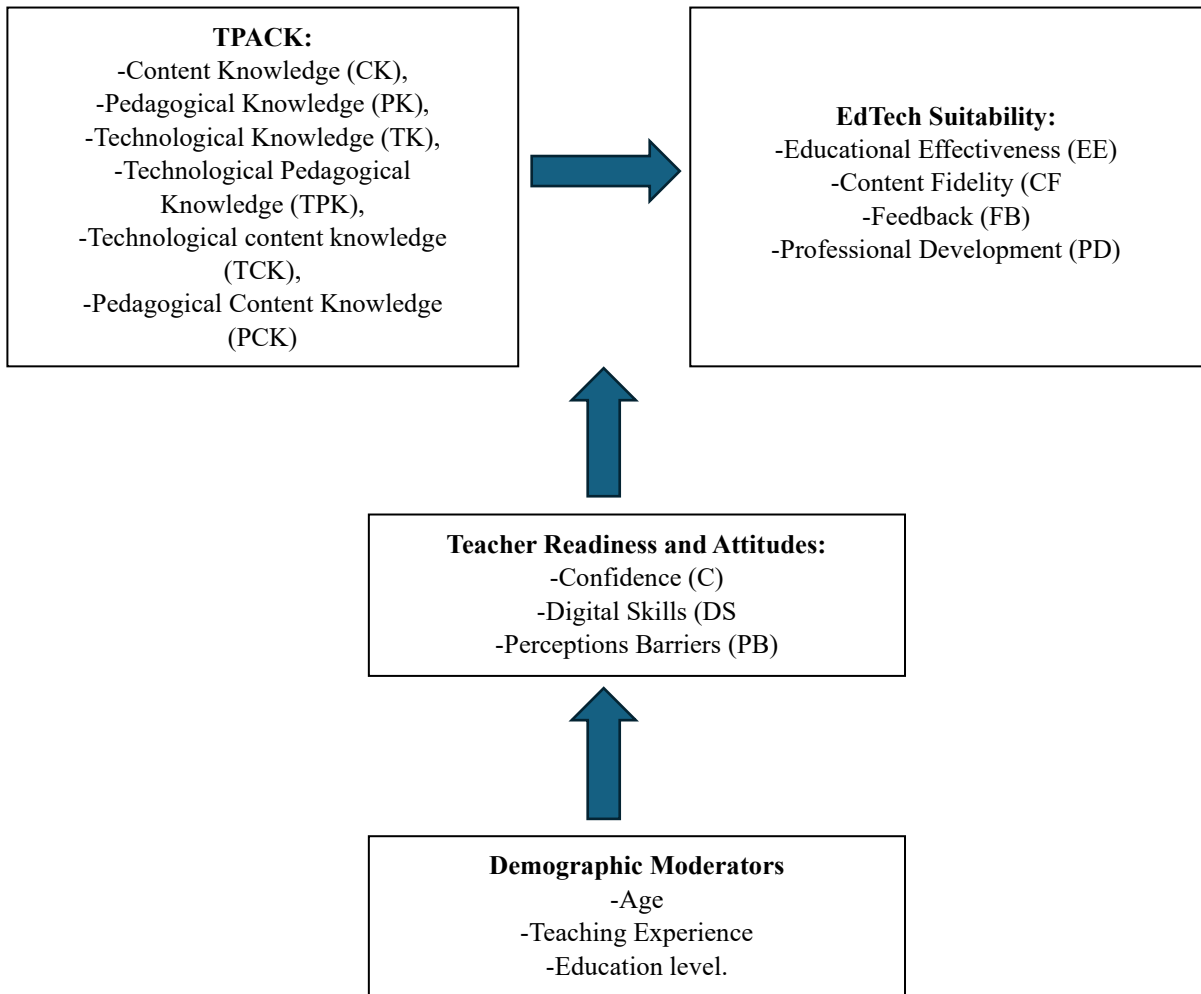 TPACK:
-Content Knowledge (CK),
-Pedagogical Knowledge (PK),
-Technological Knowledge (TK),
-Technological Pedagogical
Knowledge (TPK),
-Technological content knowledge
(TCK),
-Pedagogical Content Knowledge
(PCK)
EdTech Suitability:
-Educational Effectiveness (EE)
-Content Fidelity (CF
-Feedback (FB)
-Professional Development (PD)
Teacher Readiness and Attitudes:
-Confidence (C)
-Digital Skills (DS
-Perceptions Barriers (PB)
Demographic Moderators
-Age
-Teaching Experience
-Education level.